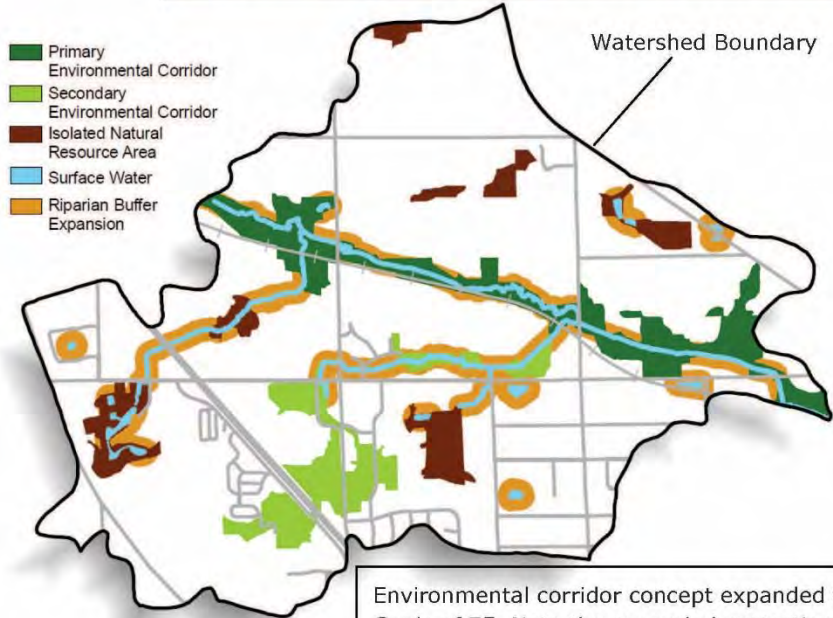 Watershed Boundary
Primary
Environmental Corridor
Secondary
Environmental Corridor
Isolated Natural
Resource Area
Surface Water
Riparian Buffer
Expansion
Environmental corridor concept expanded